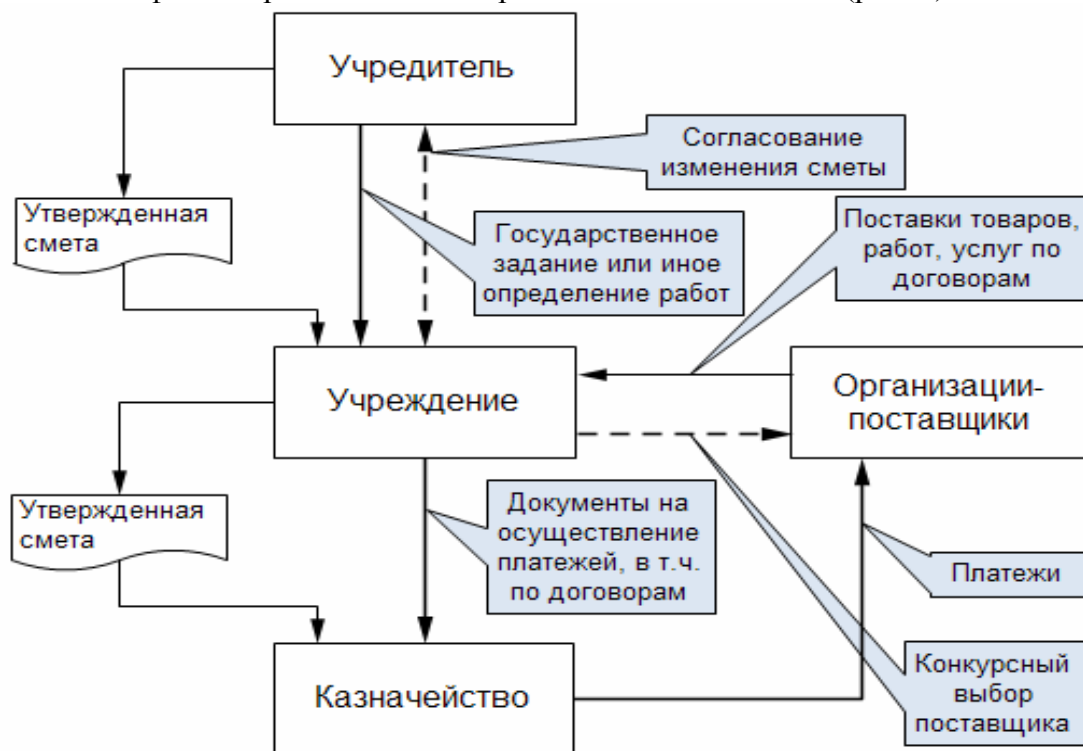 Учредитель
Согласование
изменения сметы
Утвержденная
смета
Государственное
задание или иное
определение работ
Поставки товаров,
работ, услуг по
договорам
Учреждение
Организации-
поставщики
Утвержденная
смета
Документы на
осуществление
платежей, в т.ч.
по договорам
Платежи
Казначейство
Конкурсный
выбор
поставщика